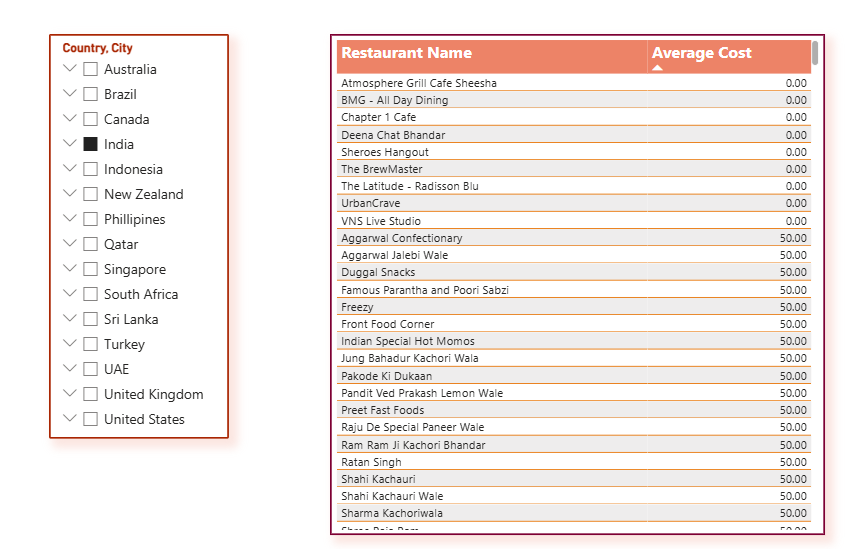 Country, City
Australia
Brazil
Canada
India
Indonesia
New Zealand
Phillipines
Qatar
Singapore
South Africa
Sri Lanka
Turkey
UAE
United Kingdom
United States
Restaurant Name Average Cost
Atmosphere Grill Cafe Sheesha 0.00
BMG - All Day Dining 0.00
Chapter 1 Cafe 0.00
Deena Chat Bhandar 0.00
Sheroes Hangout 0.00
The BrewMaster 0.00
The Latitude - Radisson Blu 0.00
UrbanCrave 0.00
VNS Live Studio 0.00
Aggarwal Confectionary 50.00
Aggarwal Jalebi Wale 50.00
Duggal Snacks 50.00
Famous Parantha and Poori Sabzi 50.00
Freezy 50.00
Front Food Corner 50.00
Indian Special Hot Momos 50.00
Jung Bahadur Kachori Wala 50.00
Pakode Ki Dukaan 50.00
Pandit Ved Prakash Lemon Wale 50.00
Preet Fast Foods 50.00
Raju De Special Paneer Wale 50.00
Ram Ram Ji Kachori Bhandar 50.00
Ratan Singh 50.00
Shahi Kachauri 50.00
Shahi Kachauri Wale 50.00
Sharma Kachoriwala 50.00